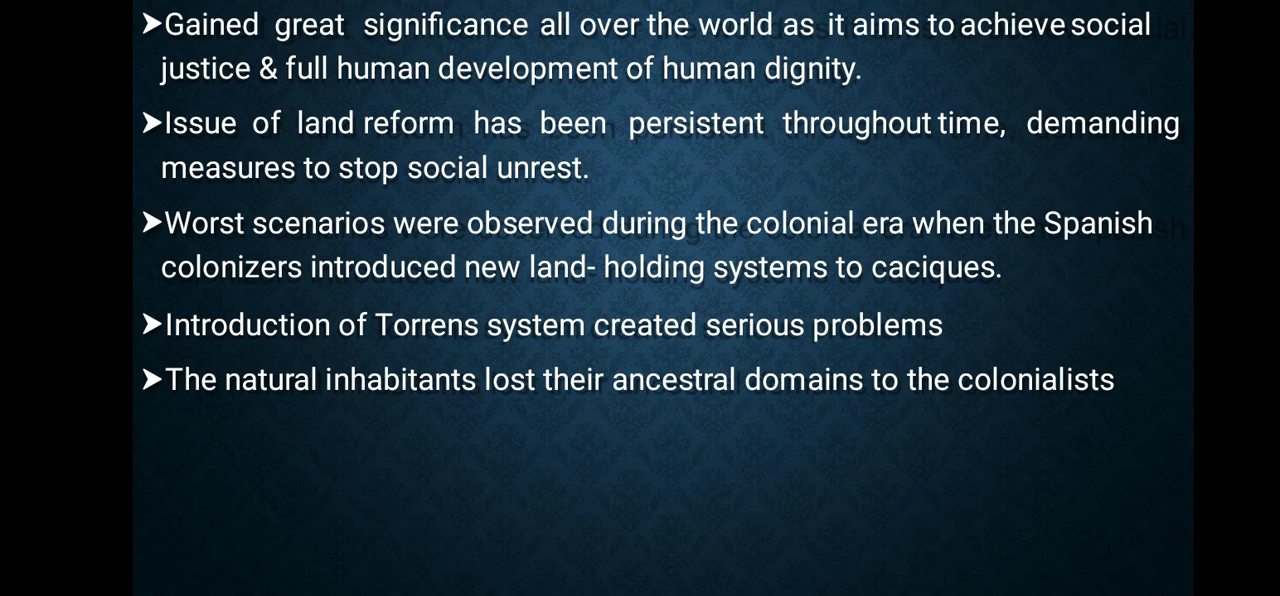 ➤Gained great significance all over the world as it aims to achieve social
justice & full human development of human dignity.
➤Issue of land reform has been persistent throughout time, demanding
measures to stop social unrest.
➤Worst scenarios were observed during the colonial era when the Spanish
colonizers introduced new land- holding systems to caciques.
➤Introduction of Torrens system created serious problems
➤The natural inhabitants lost their ancestral domains to the colonialists